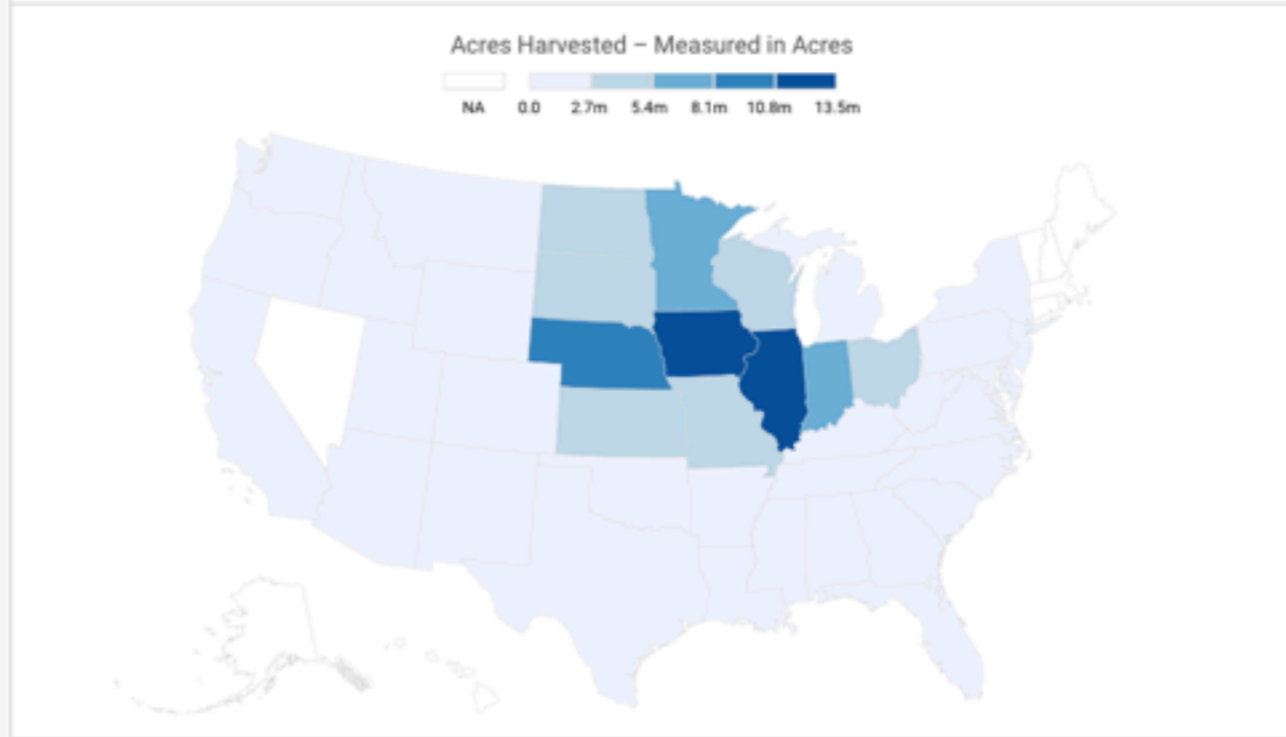 Acres Harvested – Measured in Acres
NA 0.0 2.7m 5.4m 8.1m 10.8m 13.5m